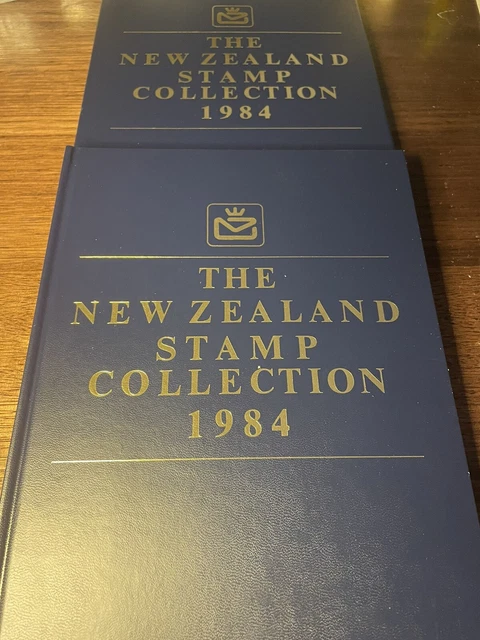 THE
NEW ZEALAND
STAMP
COLLECTION
1984
THE
NEW ZEALAND
STAMP
COLLECTION
1984